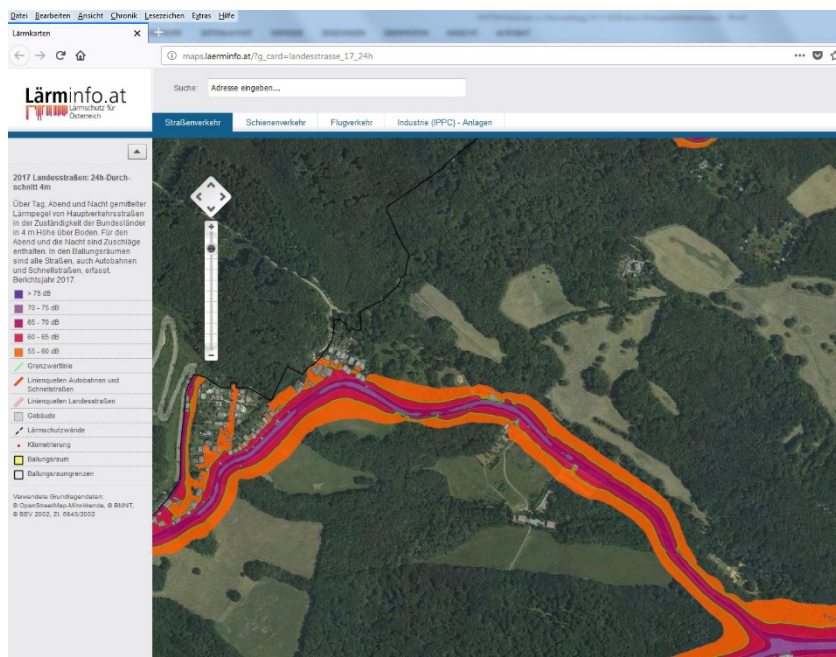 Datei Bearbeiten Ansicht Chronik Lesezeichen Extras Hilfe
Lärmkarten
maps.laerminfo.at/?g_card=landesstrasse_17_24h
Lärminfo.at
Lärmschutz für
Österreich
Suche: Adresse eingeben...
Straßenverkehr Schienenverkehr Flugverkehr Industrie (IPPC) - Anlagen
2017 Landesstraßen: 24h-Durch-
schnitt 4m
Über Tag, Abend und Nacht gemittelter
Lärmpegel von Hauptverkehrsstraßen
in der Zuständigkeit der Bundesländer
in 4 m Höhe über Boden. Für den
Abend und die Nacht sind Zuschläge
enthalten. In den Ballungsräumen
sind alle Straßen, auch Autobahnen
und Schnellstraßen, erfasst.
Berichtsjahr 2017.
> 75 dB
70 - 75 dB
65 - 70 dB
60 - 65 dB
55 - 60 dB
Grenzwertlinie
Linienquellen Autobahnen und
Schnellstraßen
Linienquellen Landesstraßen
Gebäude
Lärmschutzwände
Kilometrierung
Ballungsraum
Ballungsraumgrenzen
Verwendete Grundlagendaten:
© OpenStreetMap-Mitwirkende, © BMNT,
© BEV 2002, Zl. 6843/2002